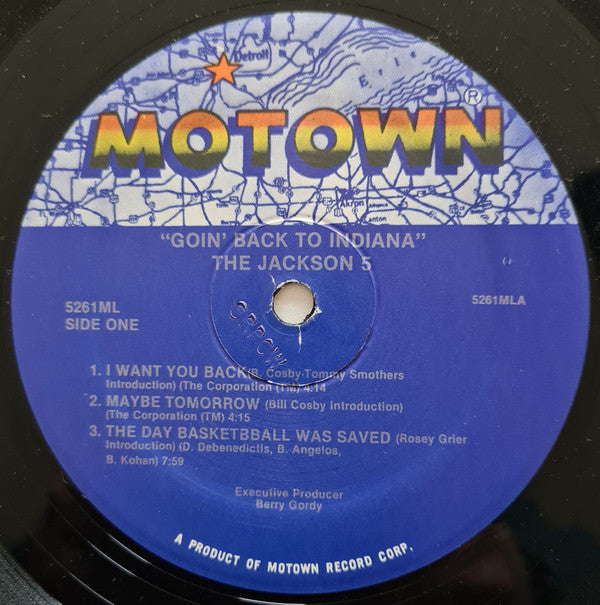 Detroit
Erie
MOTOWN®
Akron
"GOIN' BACK TO INDIANA"
THE JACKSON 5
5261ML
SIDE ONE
5261MLA
1. I WANT YOU BACK(B. Cosby-Tommy Smothers
Introduction) (The Corporation (TM) 4:14
2. MAYBE TOMORROW (Bill Cosby introduction)
(The Corporation (TM) 4:15
3. THE DAY BASKETBBALL WAS SAVED (Rosey Grier
Introduction) (D. Debenedictis, B. Angelos,
B. Kohan) 7:59
Executive Producer
Berry Gordy
A PRODUCT OF MOTOWN RECORD CORP.